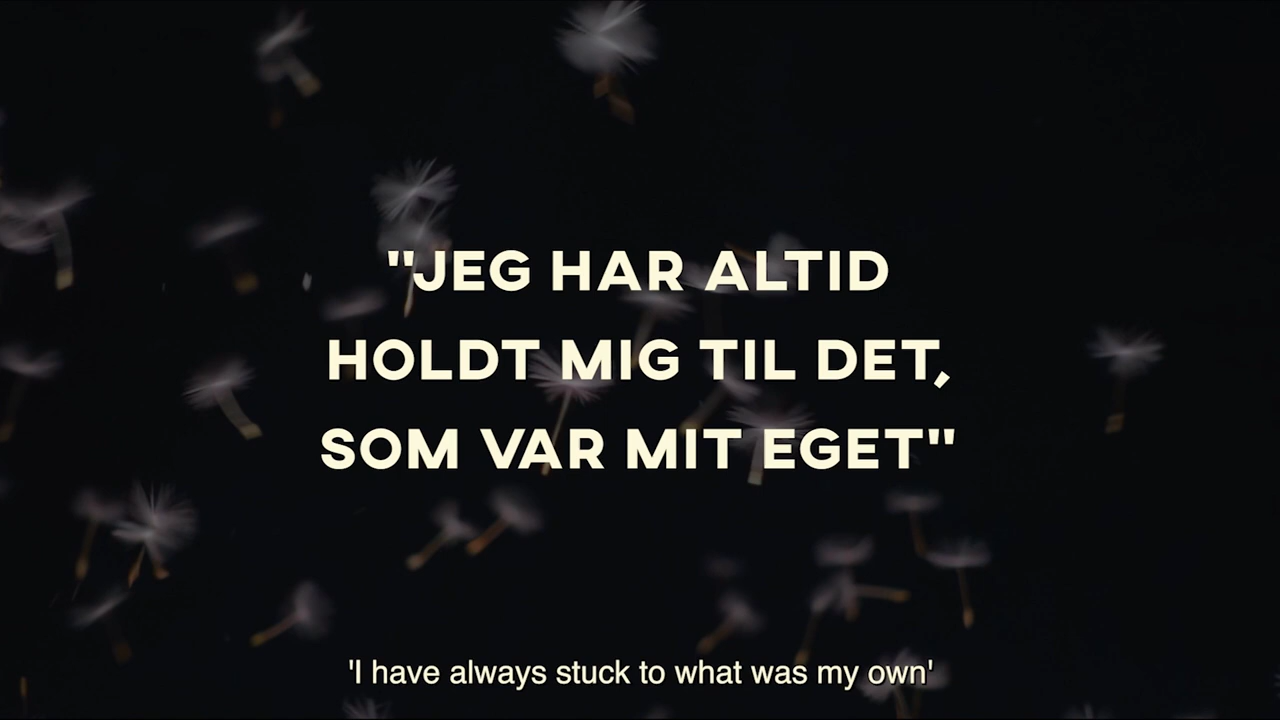 "JEG HAR ALTID
HOLDT MIG TIL DET,
SOM VAR MIT EGET"
'I have always stuck to what was my own'